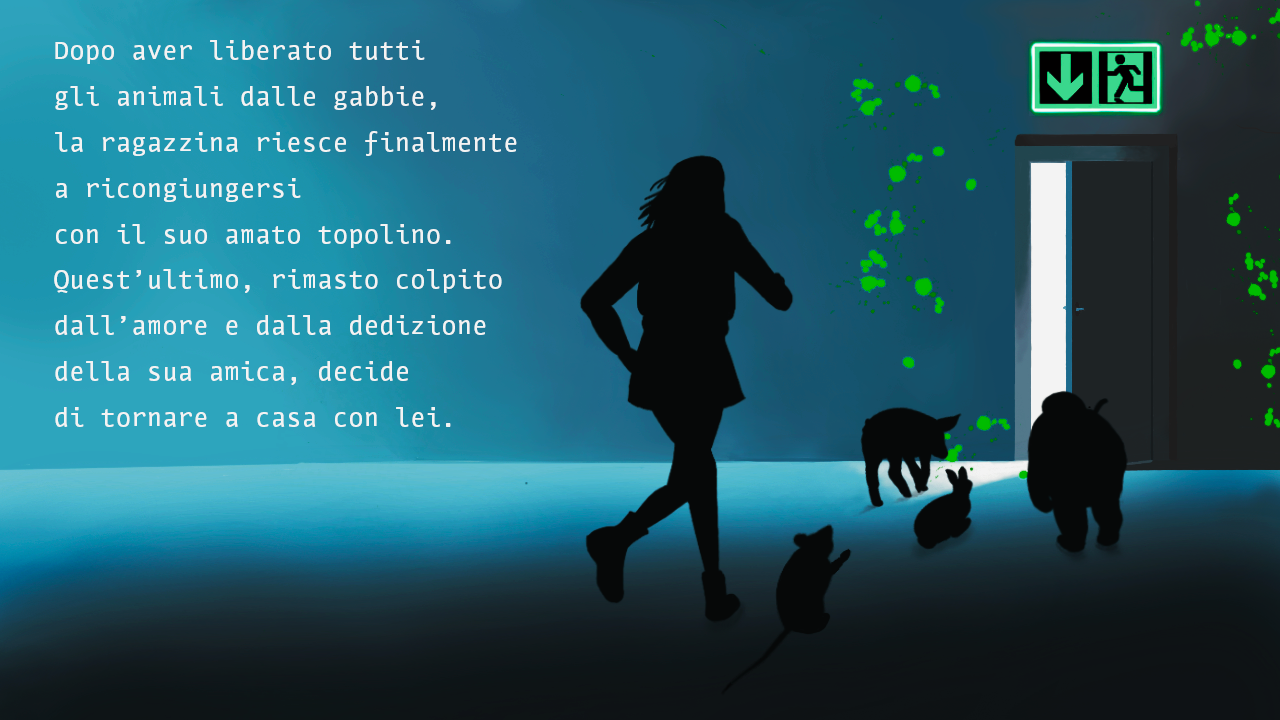 Dopo aver liberato tutti
gli animali dalle gabbie,
la ragazzina riesce finalmente
a ricongiungersi
con il suo amato topolino.
Quest’ultimo, rimasto colpito
dall’amore e dalla dedizione
della sua amica, decide
di tornare a casa con lei.